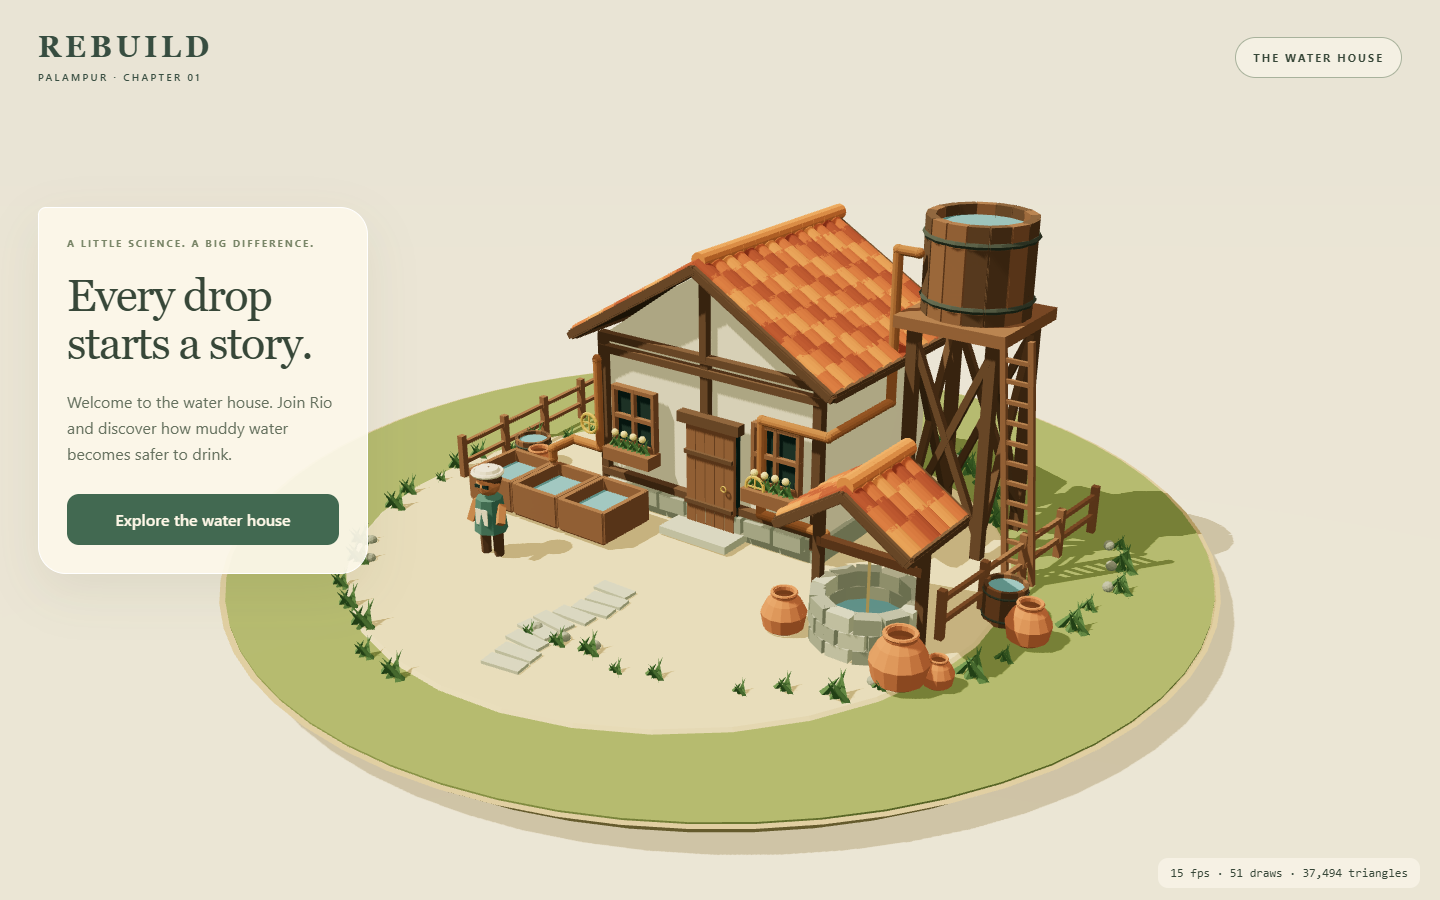 REBUILD
PALAMPUR · CHAPTER 01
THE WATER HOUSE
A LITTLE SCIENCE. A BIG DIFFERENCE.
Every drop
starts a story.
Welcome to the water house. Join Rio
and discover how muddy water
becomes safer to drink.
Explore the water house
15 fps · 51 draws · 37,494 triangles